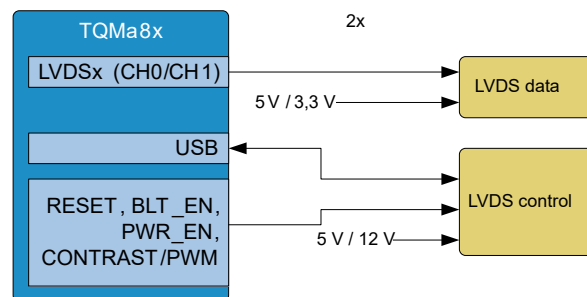 TQMa8x
2x
LVDSx (CH0/CH1)
LVDS data
5 V / 3,3 V
USB
RESET, BLT_EN,
PWR_EN,
CONTRAST/PWM
LVDS control
5 V / 12 V